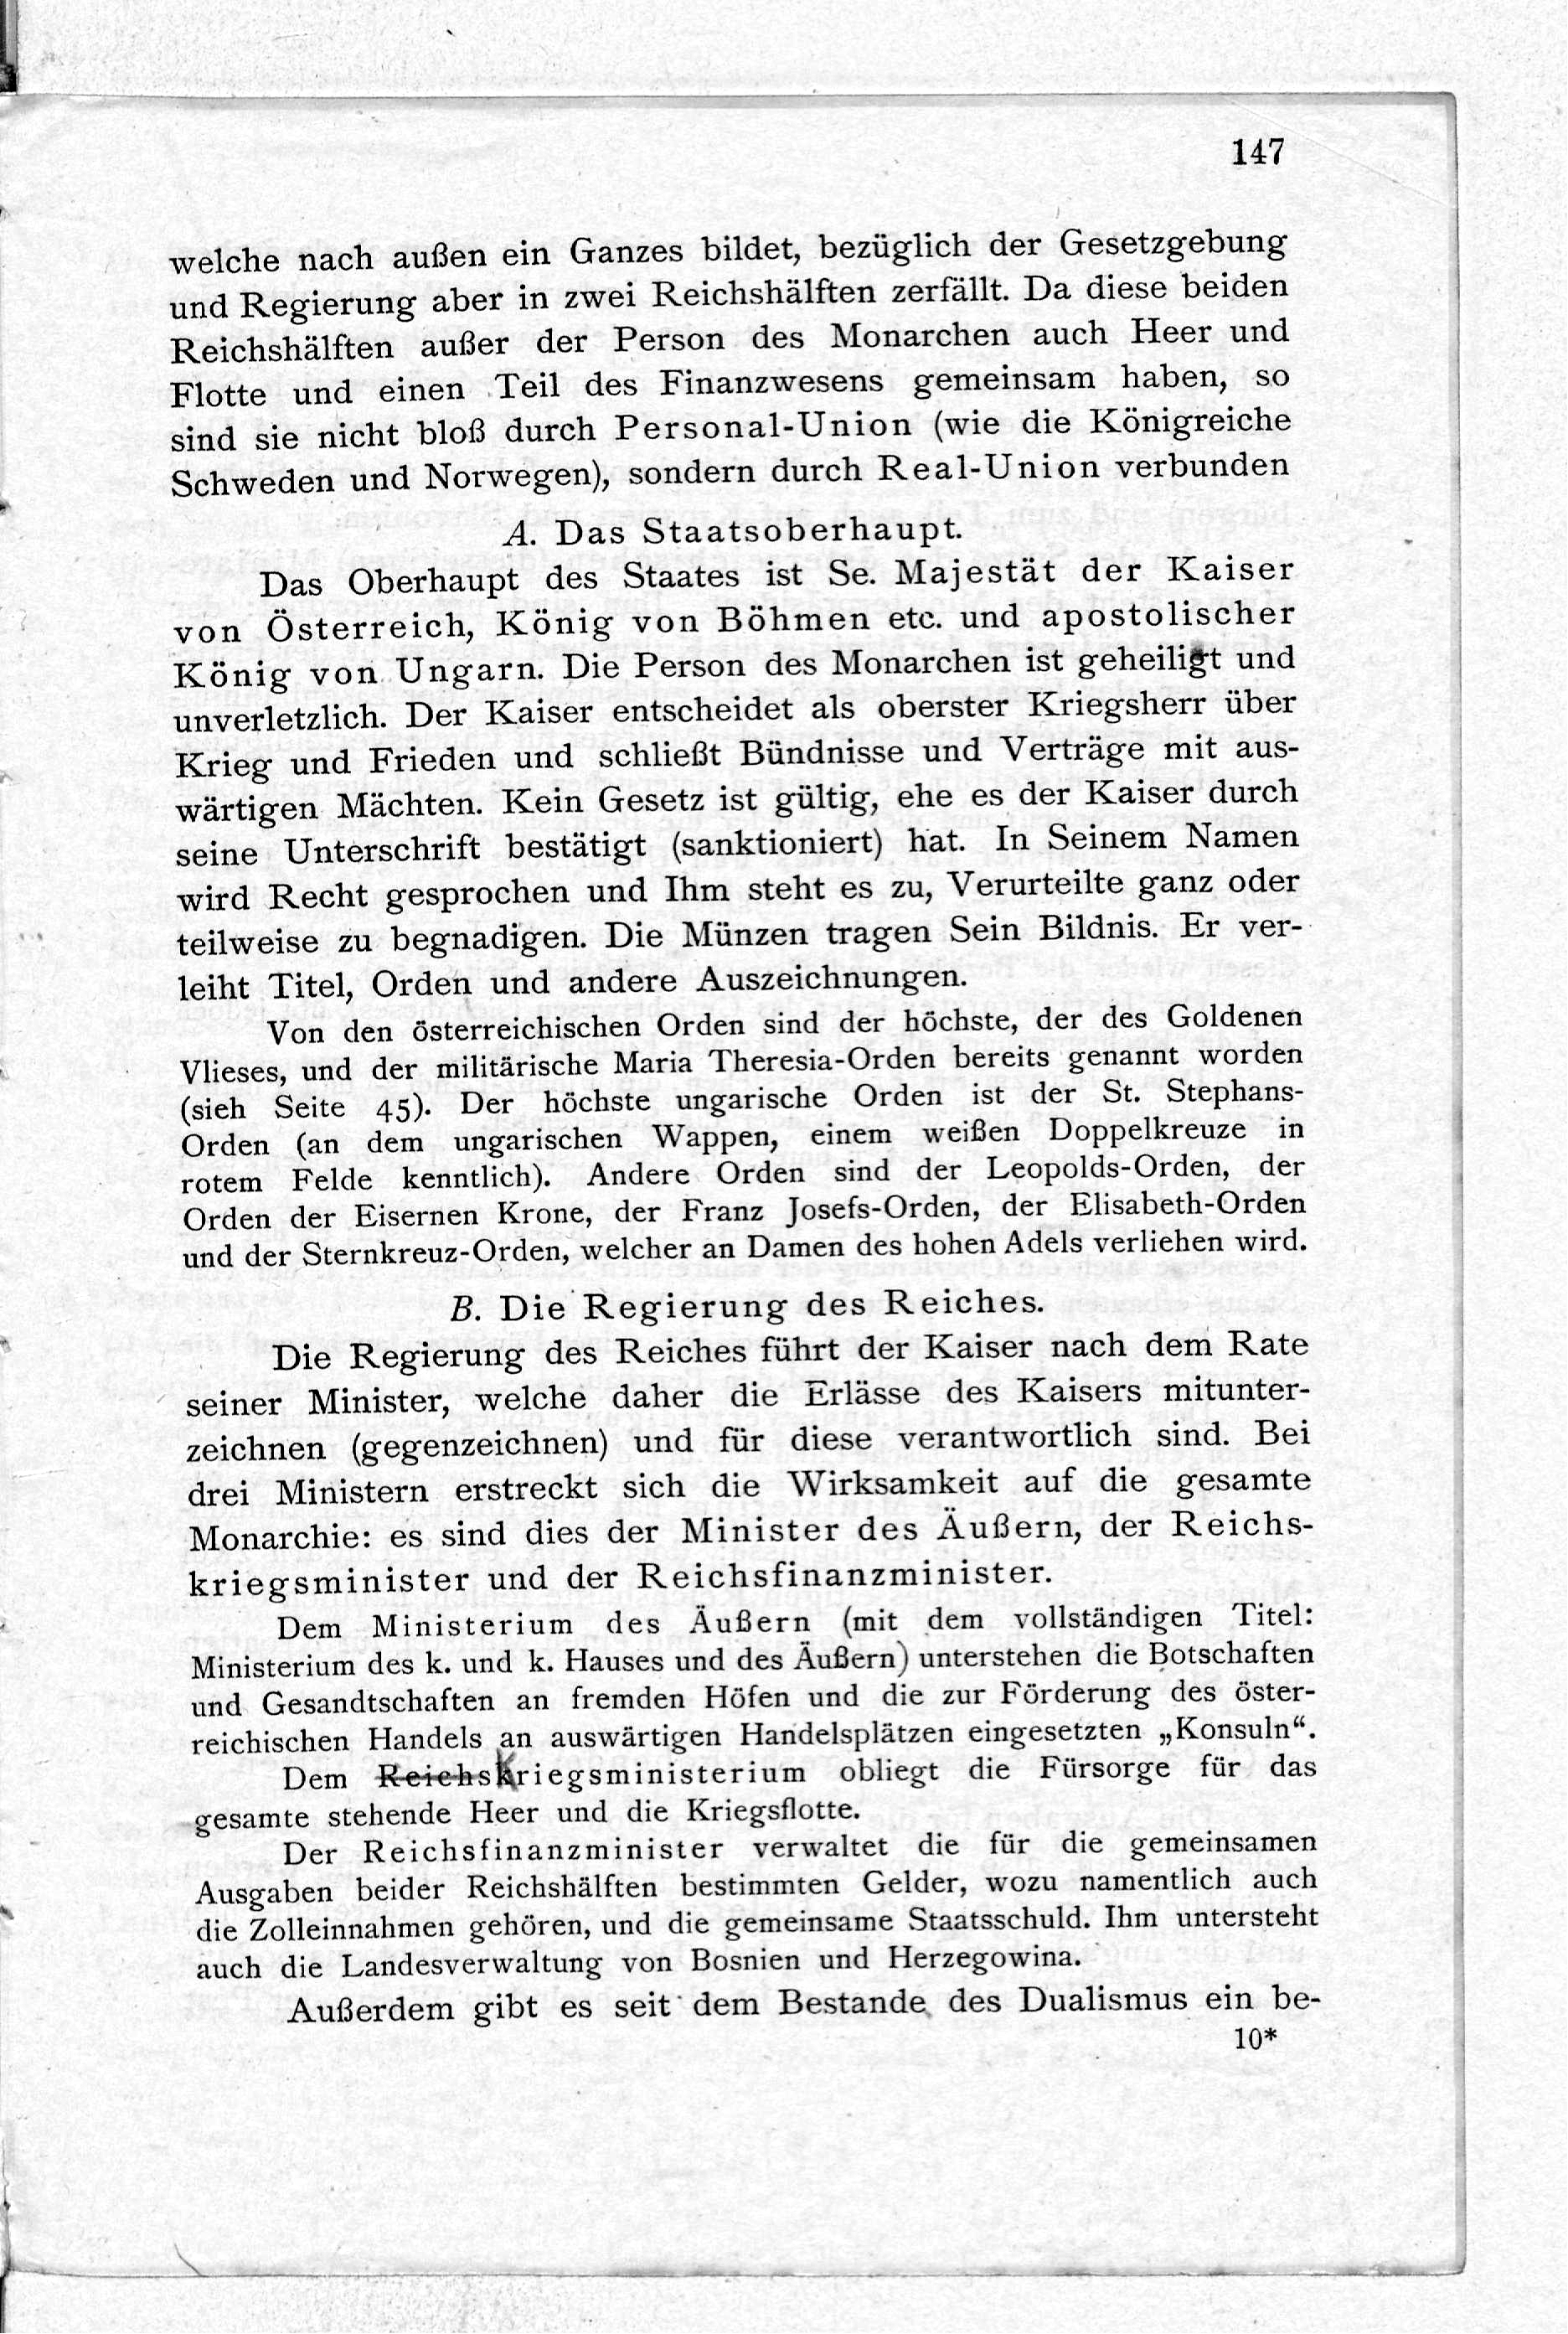 147
welche nach außen ein Ganzes bildet, bezüglich der Gesetzgebung
und Regierung aber in zwei Reichshälften zerfällt. Da diese beiden
Reichshälften außer der Person des Monarchen auch Heer und
Flotte und einen Teil des Finanzwesens gemeinsam haben, so
sind sie nicht bloß durch Personal-Union (wie die Königreiche
Schweden und Norwegen), sondern durch Real-Union verbunden
A. Das Staatsoberhaupt.
Das Oberhaupt des Staates ist Se. Majestät der Kaiser
von Österreich, König von Böhmen etc. und apostolischer
König von Ungarn. Die Person des Monarchen ist geheiligt und
unverletzlich. Der Kaiser entscheidet als oberster Kriegsherr über
Krieg und Frieden und schließt Bündnisse und Verträge mit aus-
wärtigen Mächten. Kein Gesetz ist gültig, ehe es der Kaiser durch
seine Unterschrift bestätigt (sanktioniert) hat. In Seinem Namen
wird Recht gesprochen und Ihm steht es zu, Verurteilte ganz oder
teilweise zu begnadigen. Die Münzen tragen Sein Bildnis. Er ver-
leiht Titel, Orden und andere Auszeichnungen.
Von den österreichischen Orden sind der höchste, der des Goldenen
Vlieses, und der militärische Maria Theresia-Orden bereits genannt worden
(sieh Seite 45). Der höchste ungarische Orden ist der St. Stephans-
Orden (an dem ungarischen Wappen, einem weißen Doppelkreuze in
rotem Felde kenntlich). Andere Orden sind der Leopolds-Orden, der
Orden der Eisernen Krone, der Franz Josefs-Orden, der Elisabeth-Orden
und der Sternkreuz-Orden, welcher an Damen des hohen Adels verliehen wird.
B. Die Regierung des Reiches.
Die Regierung des Reiches führt der Kaiser nach dem Rate
seiner Minister, welche daher die Erlässe des Kaisers mitunter-
zeichnen (gegenzeichnen) und für diese verantwortlich sind. Bei
drei Ministern erstreckt sich die Wirksamkeit auf die gesamte
Monarchie: es sind dies der Minister des Äußern, der Reichs-
kriegsminister und der Reichsfinanzminister.
Dem Ministerium des Äußern (mit dem vollständigen Titel:
Ministerium des k. und k. Hauses und des Äußern) unterstehen die Botschaften
und Gesandtschaften an fremden Höfen und die zur Förderung des öster-
reichischen Handels an auswärtigen Handelsplätzen eingesetzten „Konsuln“.
Dem ReichsKriegsministerium obliegt die Fürsorge für das
gesamte stehende Heer und die Kriegsflotte.
Der Reichsfinanzminister verwaltet die für die gemeinsamen
Ausgaben beider Reichshälften bestimmten Gelder, wozu namentlich auch
die Zolleinnahmen gehören, und die gemeinsame Staatsschuld. Ihm untersteht
auch die Landesverwaltung von Bosnien und Herzegowina.
Außerdem gibt es seit dem Bestande des Dualismus ein be-
10*